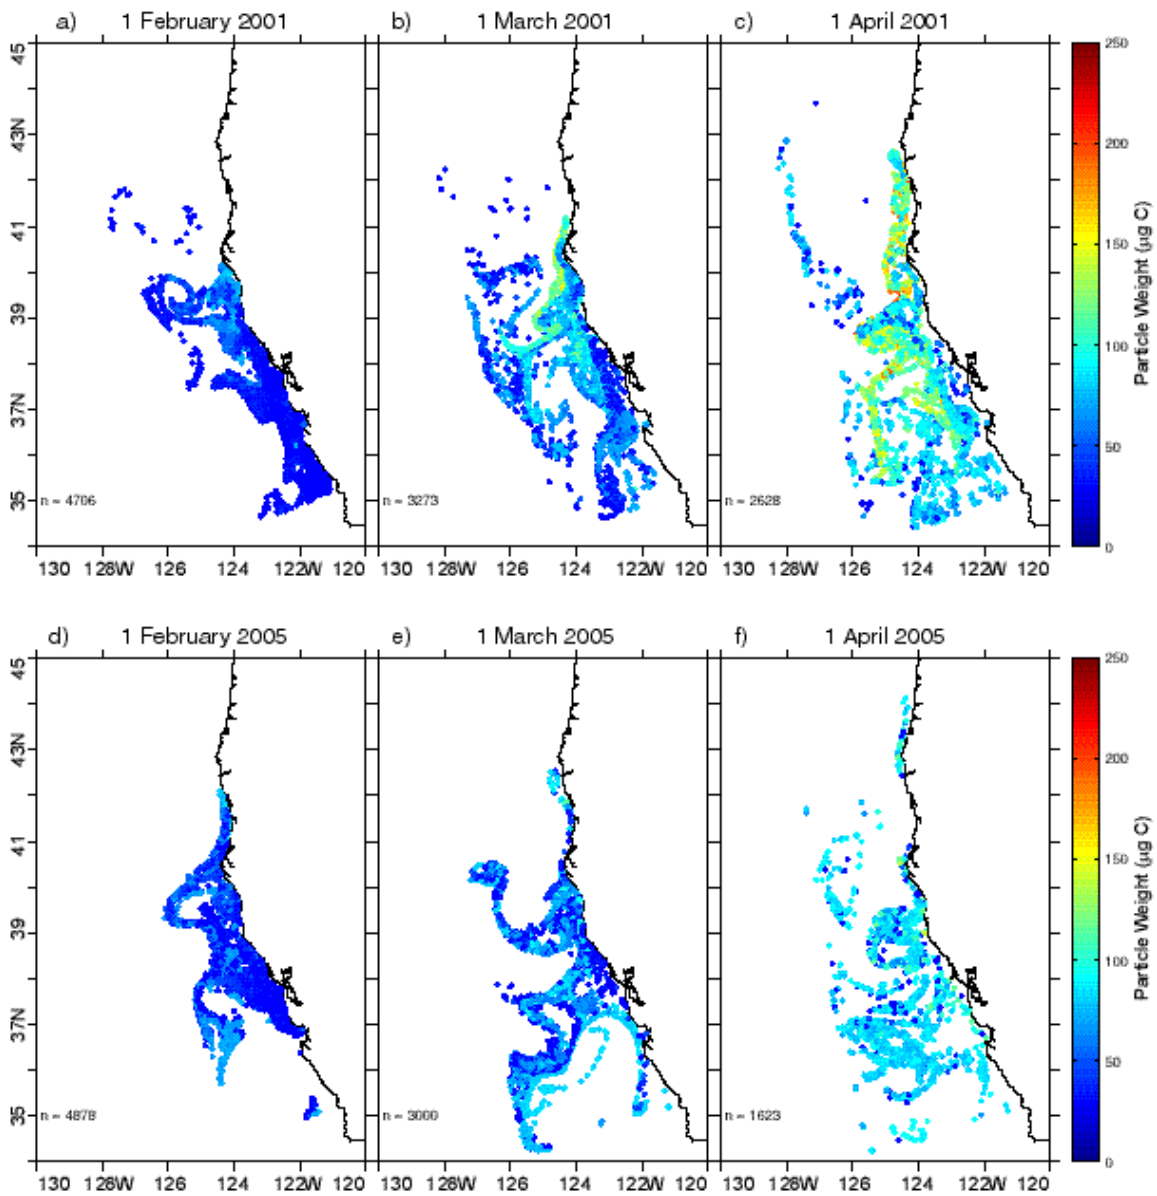 a) 1 February 2001
b) 1 March 2001
c) 1 April 2001
45
43N
41
39
37N
35
n = 4706
n = 3273
n = 2628
130 128W 126 124 122W 120
130 128W 126 124 122W 120
130 128W 126 124 122W 120
250
200
150
100
50
0
Particle Weight (µg C)
d) 1 February 2005
e) 1 March 2005
f) 1 April 2005
45
43N
41
39
37N
35
n = 4878
n = 3000
n = 1623
130 128W 126 124 122W 120
130 128W 126 124 122W 120
130 128W 126 124 122W 120
250
200
150
100
50
0
Particle Weight (µg C)